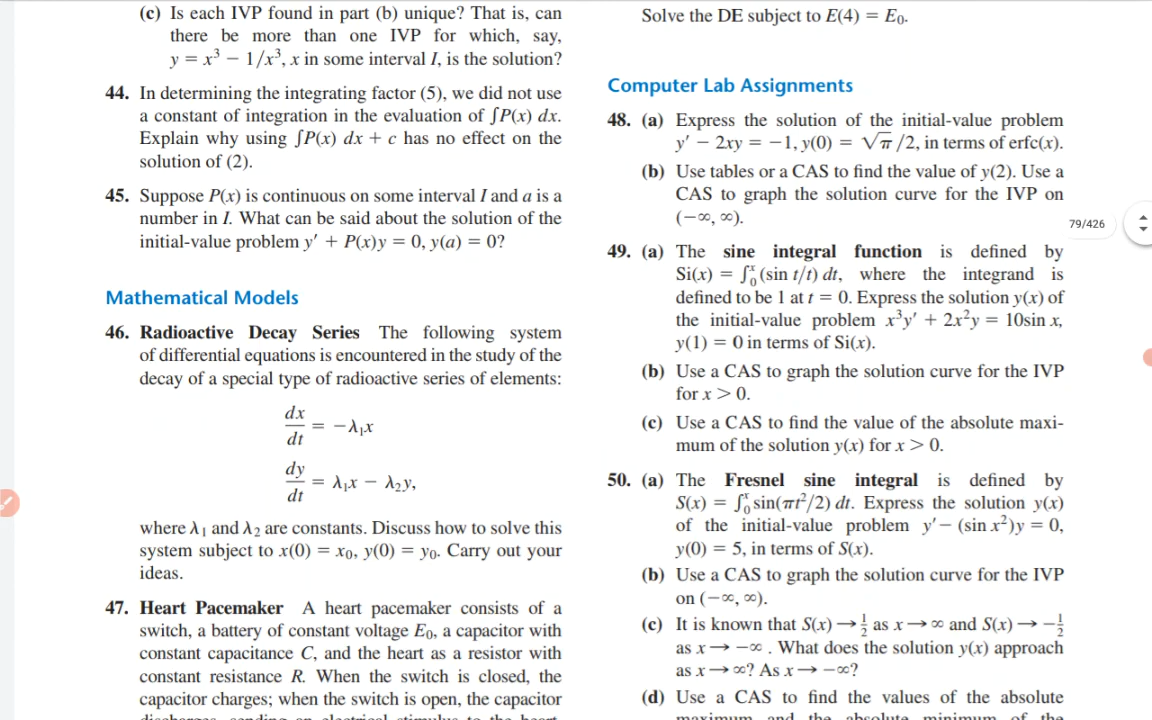 (c) Is each IVP found in part (b) unique? That is, can
there be more than one IVP for which, say,
y = x³ − 1/x³, x in some interval I, is the solution?
44. In determining the integrating factor (5), we did not use
a constant of integration in the evaluation of ∫P(x) dx.
Explain why using ∫P(x) dx + c has no effect on the
solution of (2).
45. Suppose P(x) is continuous on some interval I and a is a
number in I. What can be said about the solution of the
initial-value problem y′ + P(x)y = 0, y(a) = 0?
Mathematical Models
46. Radioactive Decay Series The following system
of differential equations is encountered in the study of the
decay of a special type of radioactive series of elements:
dx/dt = −λ₁x
dy/dt = λ₁x − λ₂y,
where λ₁ and λ₂ are constants. Discuss how to solve this
system subject to x(0) = x₀, y(0) = y₀. Carry out your
ideas.
47. Heart Pacemaker A heart pacemaker consists of a
switch, a battery of constant voltage E₀, a capacitor with
constant capacitance C, and the heart as a resistor with
constant resistance R. When the switch is closed, the
capacitor charges; when the switch is open, the capacitor
Solve the DE subject to E(4) = E₀.
Computer Lab Assignments
48. (a) Express the solution of the initial-value problem
y′ − 2xy = −1, y(0) = √π/2, in terms of erfc(x).
(b) Use tables or a CAS to find the value of y(2). Use a
CAS to graph the solution curve for the IVP on
(−∞, ∞).
79/426
49. (a) The sine integral function is defined by
Si(x) = ∫₀ˣ (sin t/t) dt, where the integrand is
defined to be 1 at t = 0. Express the solution y(x) of
the initial-value problem x³y′ + 2x²y = 10sin x,
y(1) = 0 in terms of Si(x).
(b) Use a CAS to graph the solution curve for the IVP
for x > 0.
(c) Use a CAS to find the value of the absolute maxi-
mum of the solution y(x) for x > 0.
50. (a) The Fresnel sine integral is defined by
S(x) = ∫₀ˣ sin(πt²/2) dt. Express the solution y(x)
of the initial-value problem y′ − (sin x²)y = 0,
y(0) = 5, in terms of S(x).
(b) Use a CAS to graph the solution curve for the IVP
on (−∞, ∞).
(c) It is known that S(x) → ½ as x → ∞ and S(x) → −½
as x → −∞ . What does the solution y(x) approach
as x → ∞? As x → −∞?
(d) Use a CAS to find the values of the absolute
maximum and the absolute minimum of the